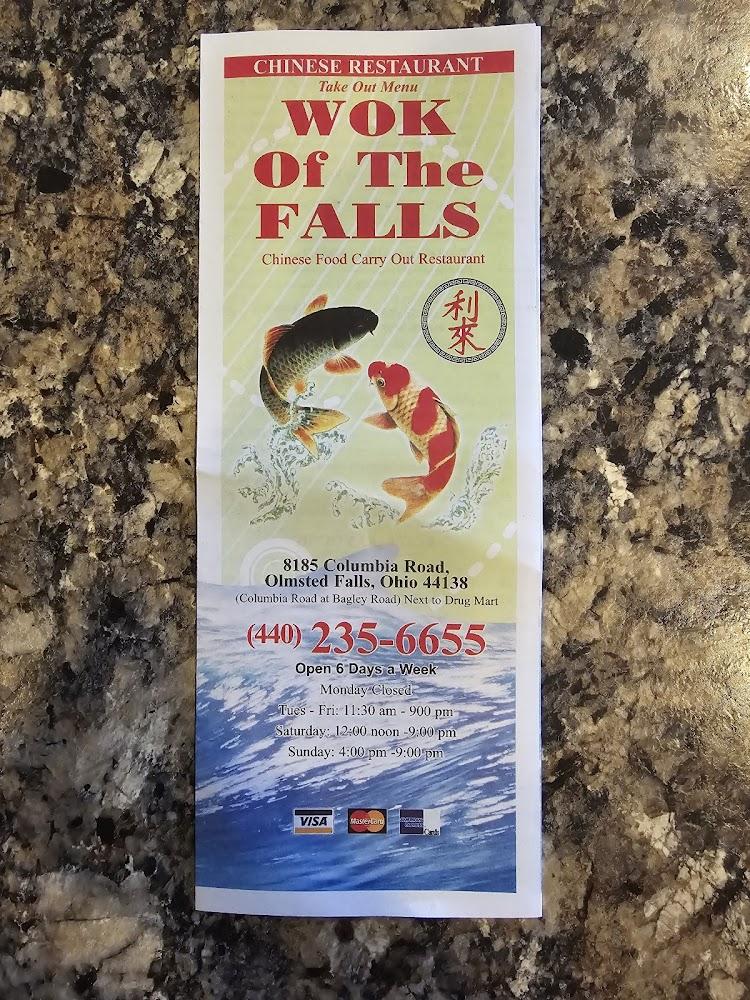 CHINESE RESTAURANT
Take Out Menu
WOK
Of The
FALLS
Chinese Food Carry Out Restaurant
利
來
8185 Columbia Road,
Olmsted Falls, Ohio 44138
(Columbia Road at Bagley Road) Next to Drug Mart
(440) 235-6655
Open 6 Days a Week
Monday Closed
Tues - Fri: 11:30 am - 900 pm
Saturday: 12:00 noon -9:00 pm
Sunday: 4:00 pm -9:00 pm
VISA MasterCard AMERICAN EXPRESS Cards